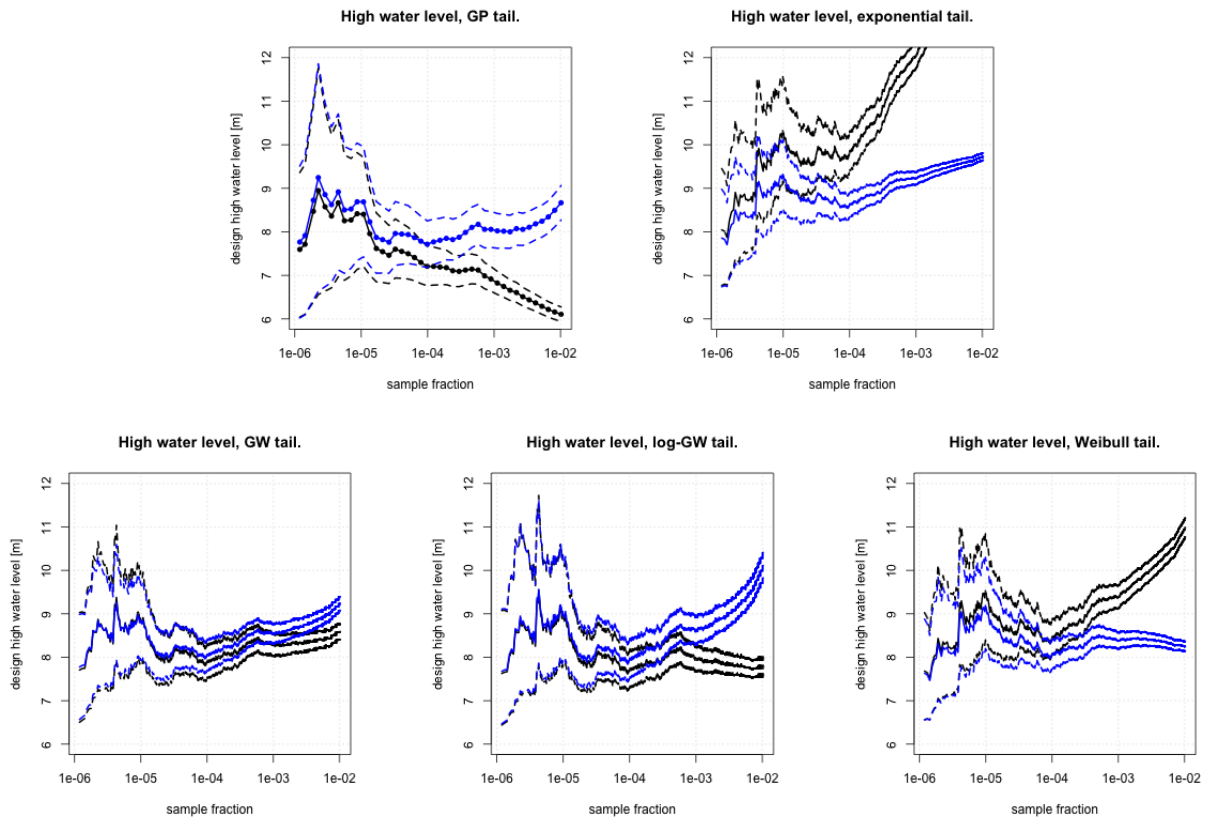 High water level, GP tail.
design high water level [m]
12
11
10
9
8
7
6
1e-06 1e-05 1e-04 1e-03 1e-02
sample fraction
High water level, exponential tail.
design high water level [m]
12
11
10
9
8
7
6
1e-06 1e-05 1e-04 1e-03 1e-02
sample fraction
High water level, GW tail.
design high water level [m]
12
11
10
9
8
7
6
1e-06 1e-05 1e-04 1e-03 1e-02
sample fraction
High water level, log-GW tail.
design high water level [m]
12
11
10
9
8
7
6
1e-06 1e-05 1e-04 1e-03 1e-02
sample fraction
High water level, Weibull tail.
design high water level [m]
12
11
10
9
8
7
6
1e-06 1e-05 1e-04 1e-03 1e-02
sample fraction